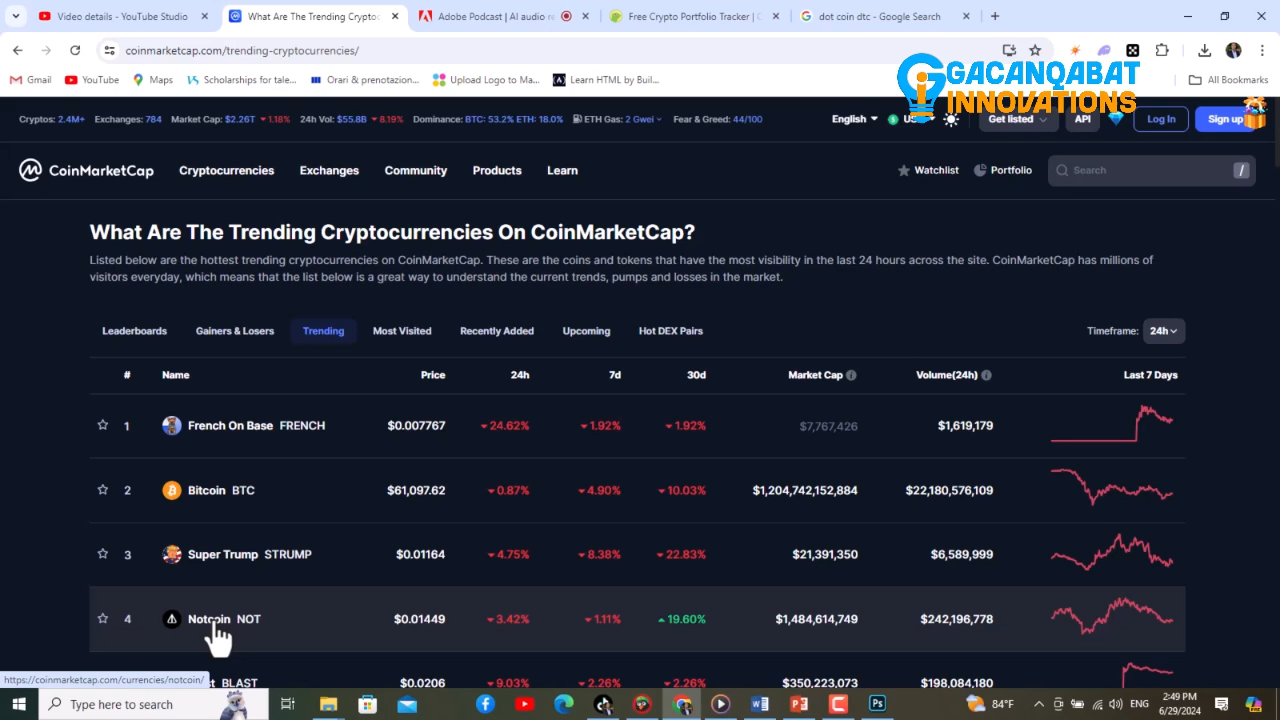 Video details - YouTube Studio
What Are The Trending Cryptoc
Adobe Podcast | AI audio re
Free Crypto Portfolio Tracker | C
dot coin dtc - Google Search
coinmarketcap.com/trending-cryptocurrencies/
Gmail YouTube Maps Scholarships for tale... Orari & prenotazion... Upload Logo to Ma... Learn HTML by Buil... All Bookmarks
GACANQABAT
INNOVATIONS
Cryptos: 2.4M+ Exchanges: 784 Market Cap: $2.26T 1.18% 24h Vol: $55.8B 8.19% Dominance: BTC: 53.2% ETH: 18.0% ETH Gas: 2 Gwei Fear & Greed: 44/100 English US Get listed API Log In Sign up
CoinMarketCap Cryptocurrencies Exchanges Community Products Learn Watchlist Portfolio Search /
What Are The Trending Cryptocurrencies On CoinMarketCap?
Listed below are the hottest trending cryptocurrencies on CoinMarketCap. These are the coins and tokens that have the most visibility in the last 24 hours across the site. CoinMarketCap has millions of
visitors everyday, which means that the list below is a great way to understand the current trends, pumps and losses in the market.
Leaderboards Gainers & Losers Trending Most Visited Recently Added Upcoming Hot DEX Pairs Timeframe: 24h
# Name Price 24h 7d 30d Market Cap Volume(24h) Last 7 Days
1 French On Base FRENCH $0.007767 24.62% 1.92% 1.92% $7,767,426 $1,619,179
2 Bitcoin BTC $61,097.62 0.87% 4.90% 10.03% $1,204,742,152,884 $22,180,576,109
3 Super Trump STRUMP $0.01164 4.75% 8.38% 22.83% $21,391,350 $6,589,999
4 Notcoin NOT $0.01449 3.42% 1.11% 19.60% $1,484,614,749 $242,196,778
BLAST $0.0206 9.03% 2.26% 2.26% $350,223,073 $198,084,180
https://coinmarketcap.com/currencies/notcoin/
Type here to search
84°F
ENG
2:49 PM
6/29/2024